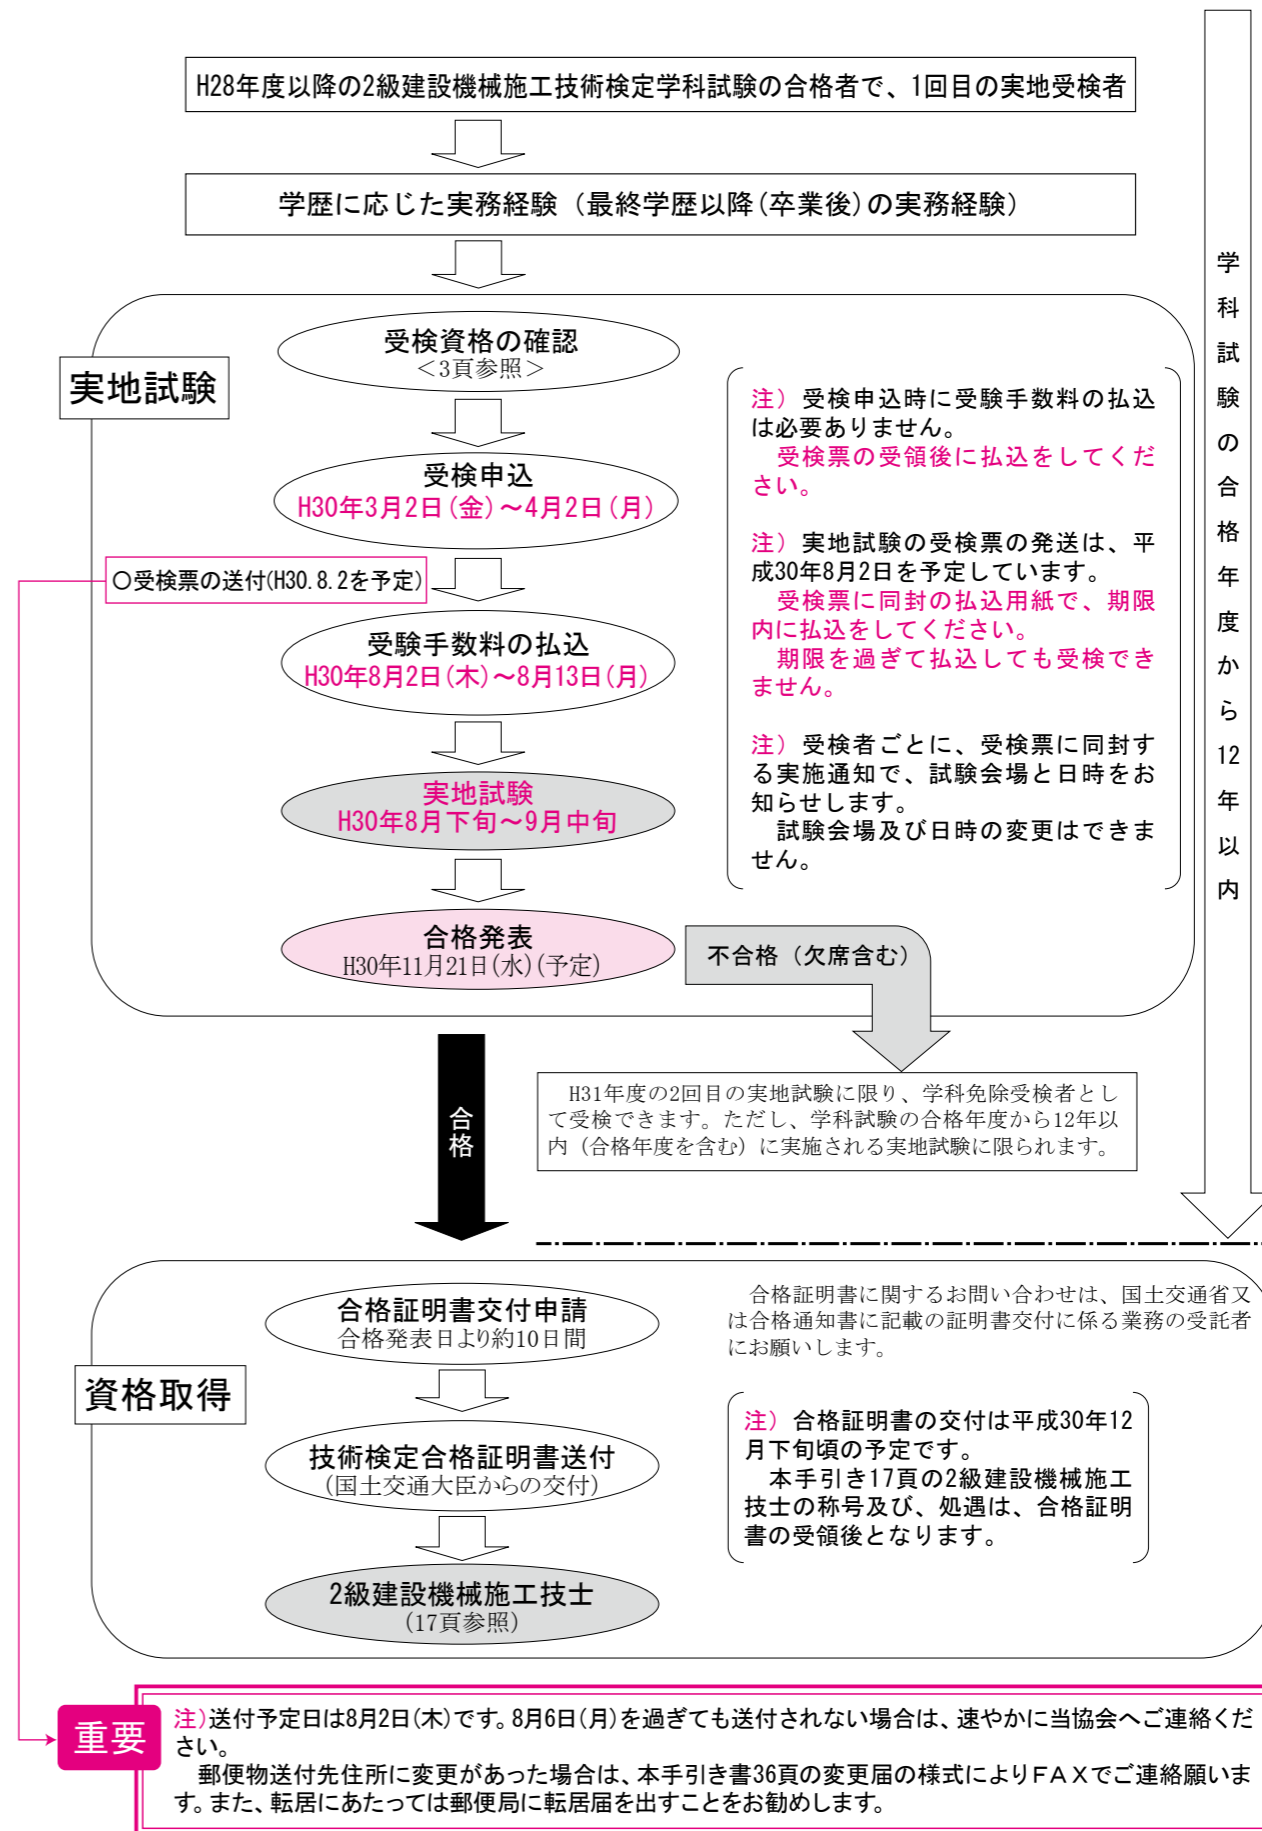 H28年度以降の2級建設機械施工技術検定学科試験の合格者で、1回目の実地受検者
学歴に応じた実務経験（最終学歴以降(卒業後)の実務経験）
学科試験の合格年度から12年以内
実地試験
受検資格の確認
＜3頁参照＞
受検申込
H30年3月2日(金)～4月2日(月)
〇受検票の送付(H30.8.2を予定)
受験手数料の払込
H30年8月2日(木)～8月13日(月)
実地試験
H30年8月下旬～9月中旬
合格発表
H30年11月21日(水)(予定)
注）受検申込時に受験手数料の払込
は必要ありません。
受検票の受領後に払込をしてくだ
さい。
注）実地試験の受検票の発送は、平
成30年8月2日を予定しています。
受検票に同封の払込用紙で、期限
内に払込をしてください。
期限を過ぎて払込しても受検でき
ません。
注）受検者ごとに、受検票に同封す
る実施通知で、試験会場と日時をお
知らせします。
試験会場及び日時の変更はできま
せん。
不合格（欠席含む）
合格
H31年度の2回目の実地試験に限り、学科免除受検者とし
て受検できます。ただし、学科試験の合格年度から12年以
内（合格年度を含む）に実施される実地試験に限られます。
資格取得
合格証明書交付申請
合格発表日より約10日間
技術検定合格証明書送付
(国土交通大臣からの交付)
2級建設機械施工技士
(17頁参照)
合格証明書に関するお問い合わせは、国土交通省又
は合格通知書に記載の証明書交付に係る業務の受託者
にお願いします。
注）合格証明書の交付は平成30年12
月下旬頃の予定です。
本手引き17頁の2級建設機械施工
技士の称号及び、処遇は、合格証明
書の受領後となります。
重要
注)送付予定日は8月2日(木)です。8月6日(月)を過ぎても送付されない場合は、速やかに当協会へご連絡くだ
さい。
郵便物送付先住所に変更があった場合は、本手引き書36頁の変更届の様式によりＦＡＸでご連絡願いま
す。また、転居にあたっては郵便局に転居届を出すことをお勧めします。